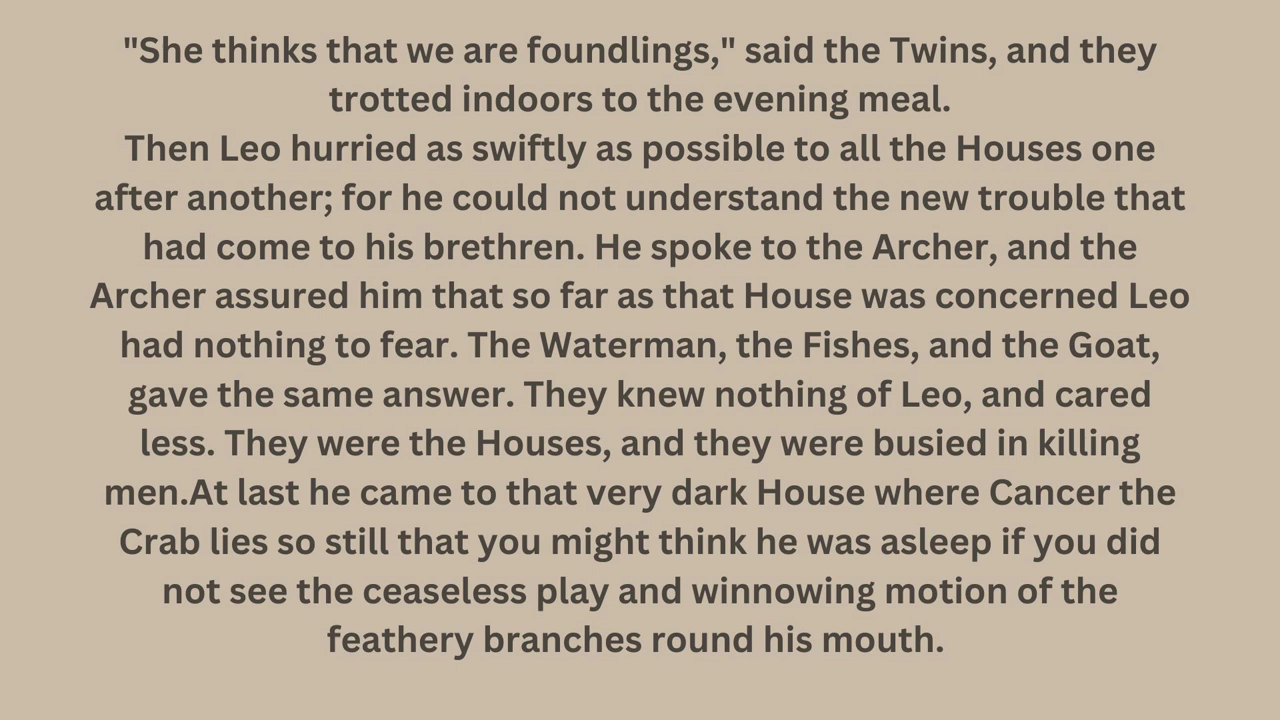 "She thinks that we are foundlings," said the Twins, and they
trotted indoors to the evening meal.
Then Leo hurried as swiftly as possible to all the Houses one
after another; for he could not understand the new trouble that
had come to his brethren. He spoke to the Archer, and the
Archer assured him that so far as that House was concerned Leo
had nothing to fear. The Waterman, the Fishes, and the Goat,
gave the same answer. They knew nothing of Leo, and cared
less. They were the Houses, and they were busied in killing
men.At last he came to that very dark House where Cancer the
Crab lies so still that you might think he was asleep if you did
not see the ceaseless play and winnowing motion of the
feathery branches round his mouth.